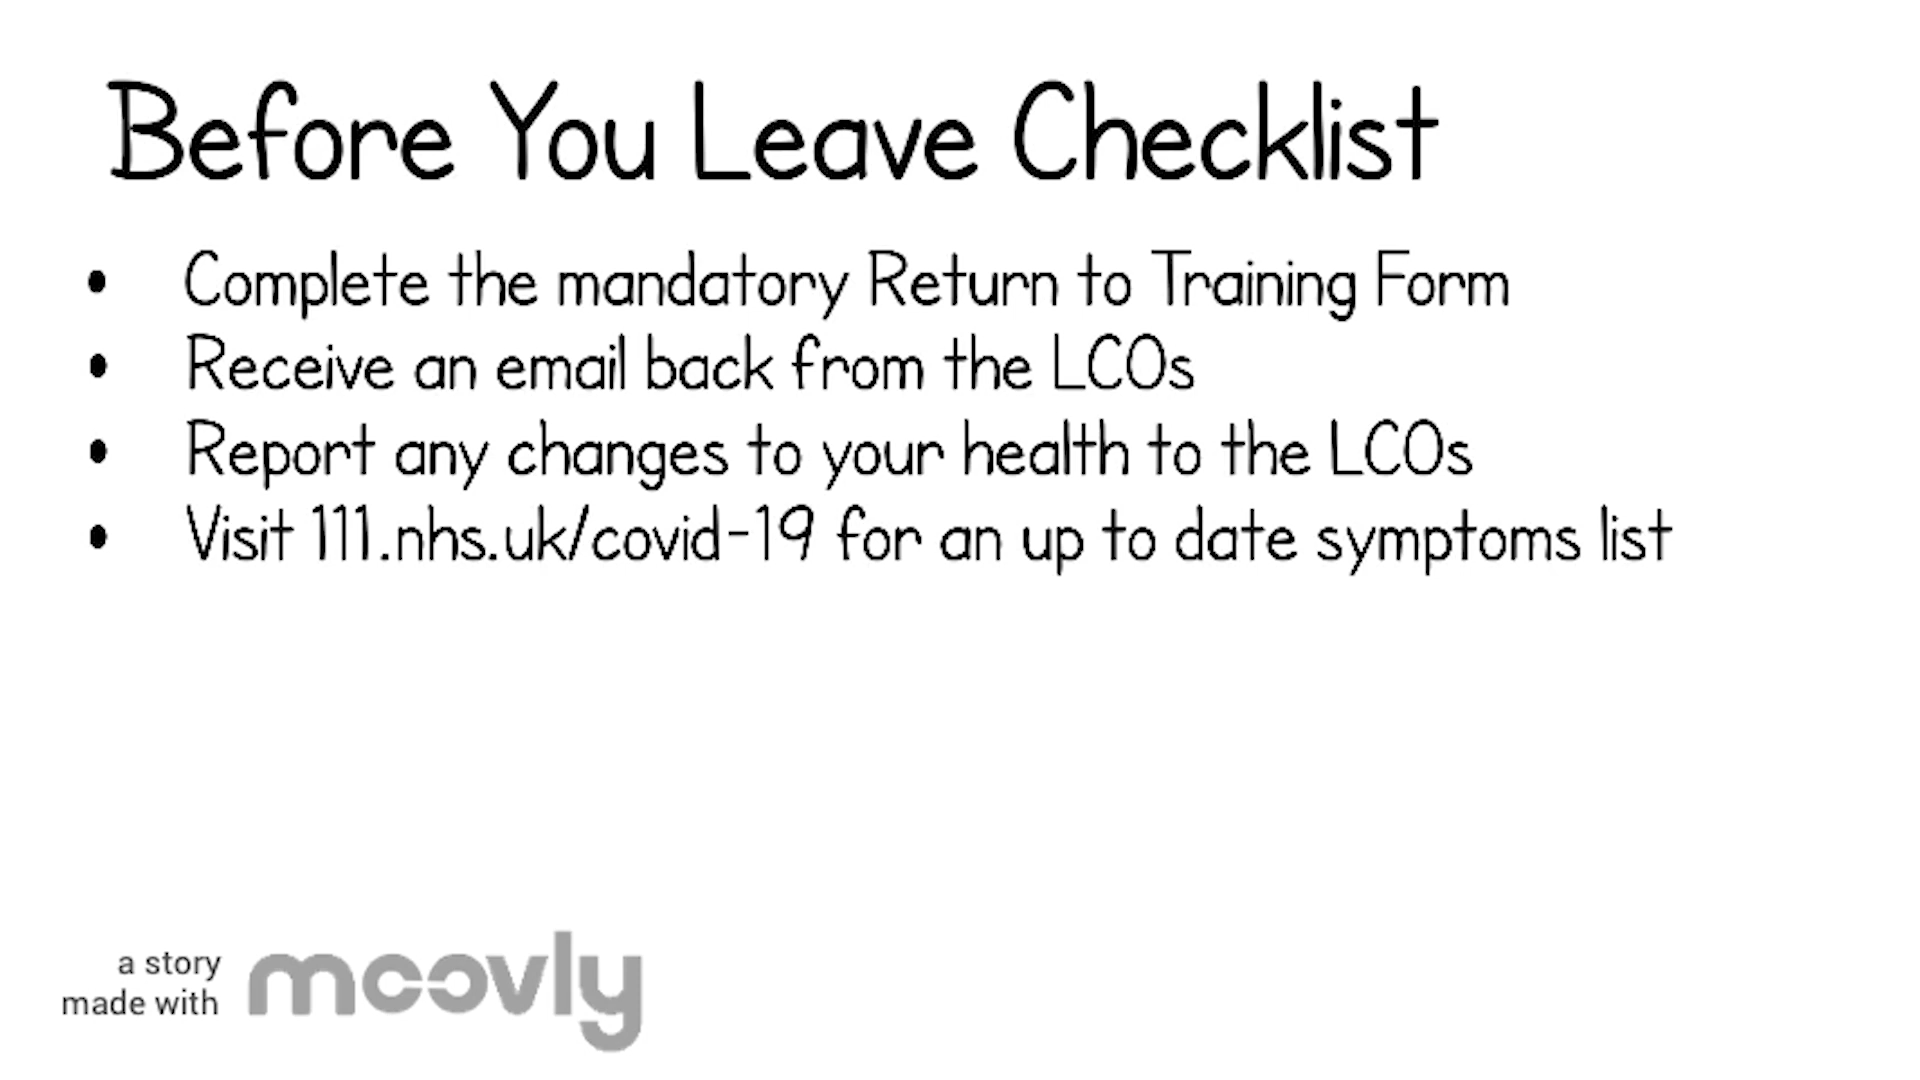 Before You Leave Checklist
• Complete the mandatory Return to Training Form
• Receive an email back from the LCOs
• Report any changes to your health to the LCOs
• Visit 111.nhs.uk/covid-19 for an up to date symptoms list
a story
made with
moovly